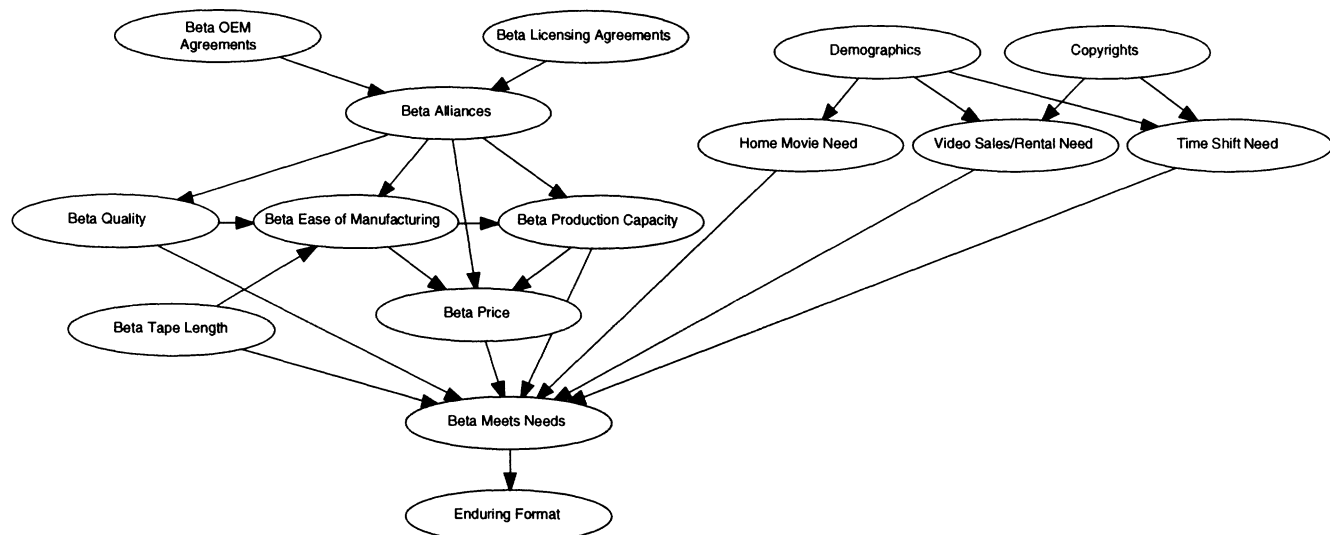 Beta OEM
Agreements
Beta Licensing Agreements
Demographics
Copyrights
Beta Alliances
Home Movie Need
Video Sales/Rental Need
Time Shift Need
Beta Quality
Beta Ease of Manufacturing
Beta Production Capacity
Beta Price
Beta Tape Length
Beta Meets Needs
Enduring Format